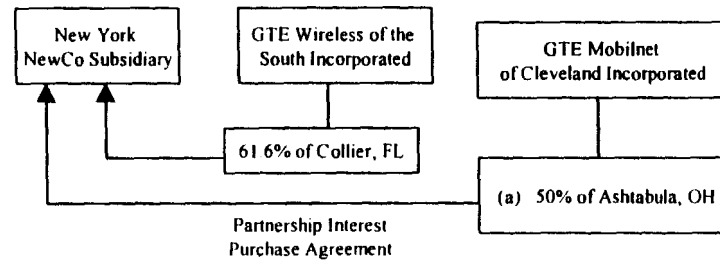 New York
NewCo Subsidiary
GTE Wireless of the
South Incorporated
GTE Mobilnet
of Cleveland Incorporated
61.6% of Collier, FL
(a) 50% of Ashtabula, OH
Partnership Interest
Purchase Agreement